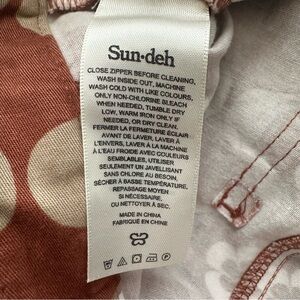 Sun·deh
CLOSE ZIPPER BEFORE CLEANING,
WASH INSIDE OUT, MACHINE
WASH COLD WITH LIKE COLOURS,
ONLY NON-CHLORINE BLEACH
WHEN NEEDED, TUMBLE DRY
LOW, WARM IRON ONLY IF
NEEDED, OR DRY CLEAN.
FERMER LA FERMETURE ÉCLAIR
AVANT DE LAVER, LAVER À
L'ENVERS, LAVER À LA MACHINE
À L'EAU FROIDE AVEC COULEURS
SEMBLABLES, UTILISER
SEULEMENT UN JAVELLISANT
SANS CHLORE AU BESOIN,
SÉCHER À BASSE TEMPÉRATURE.
REPASSAGE MOYEN
SI NÉCESSAIRE,
OU NETTOYER À SEC.
MADE IN CHINA
FABRIQUÉ EN CHINE